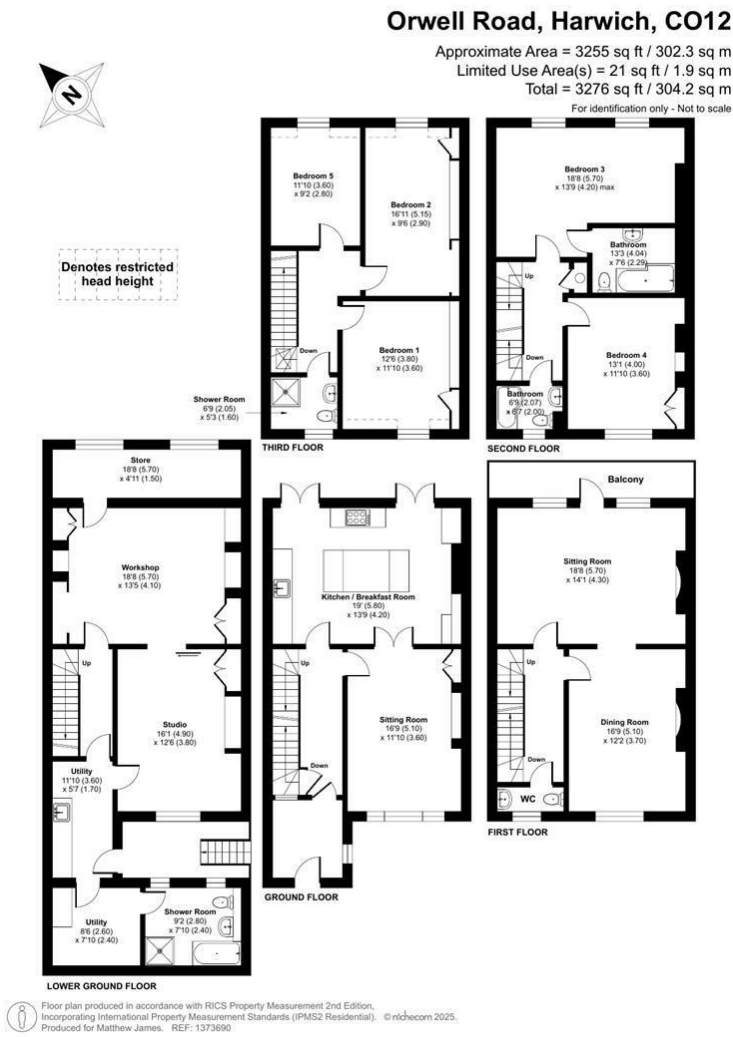 Orwell Road, Harwich, CO12
Approximate Area = 3255 sq ft / 302.3 sq m
Limited Use Area(s) = 21 sq ft / 1.9 sq m
Total = 3276 sq ft / 304.2 sq m
For identification only - Not to scale
N
Denotes restricted
head height
Bedroom 5
11'10 (3.60)
x 9'2 (2.80)
Bedroom 2
16'11 (5.15)
x 9'6 (2.90)
Down
Bedroom 1
12'6 (3.80)
x 11'10 (3.60)
Shower Room
6'9 (2.05)
x 5'3 (1.60)
THIRD FLOOR
Bedroom 3
18'8 (5.70)
x 13'9 (4.20) max
Bathroom
13'3 (4.04)
x 7'6 (2.29)
Up
Down
Bedroom 4
13'1 (4.00)
x 11'10 (3.60)
Bathroom
6'9 (2.07)
x 6'7 (2.00)
SECOND FLOOR
Store
18'8 (5.70)
x 4'11 (1.50)
Workshop
18'8 (5.70)
x 13'5 (4.10)
Up
Studio
16'1 (4.90)
x 12'6 (3.80)
Utility
11'10 (3.60)
x 5'7 (1.70)
Utility
8'6 (2.60)
x 7'10 (2.40)
Shower Room
9'2 (2.80)
x 7'10 (2.40)
LOWER GROUND FLOOR
Kitchen / Breakfast Room
19' (5.80)
x 13'9 (4.20)
Up
Sitting Room
16'9 (5.10)
x 11'10 (3.60)
Down
GROUND FLOOR
Balcony
Sitting Room
18'8 (5.70)
x 14'1 (4.30)
Up
Dining Room
16'9 (5.10)
x 12'2 (3.70)
Down
WC
FIRST FLOOR
Floor plan produced in accordance with RICS Property Measurement 2nd Edition,
Incorporating International Property Measurement Standards (IPMS2 Residential). © nichecom 2025.
Produced for Matthew James. REF: 1373690